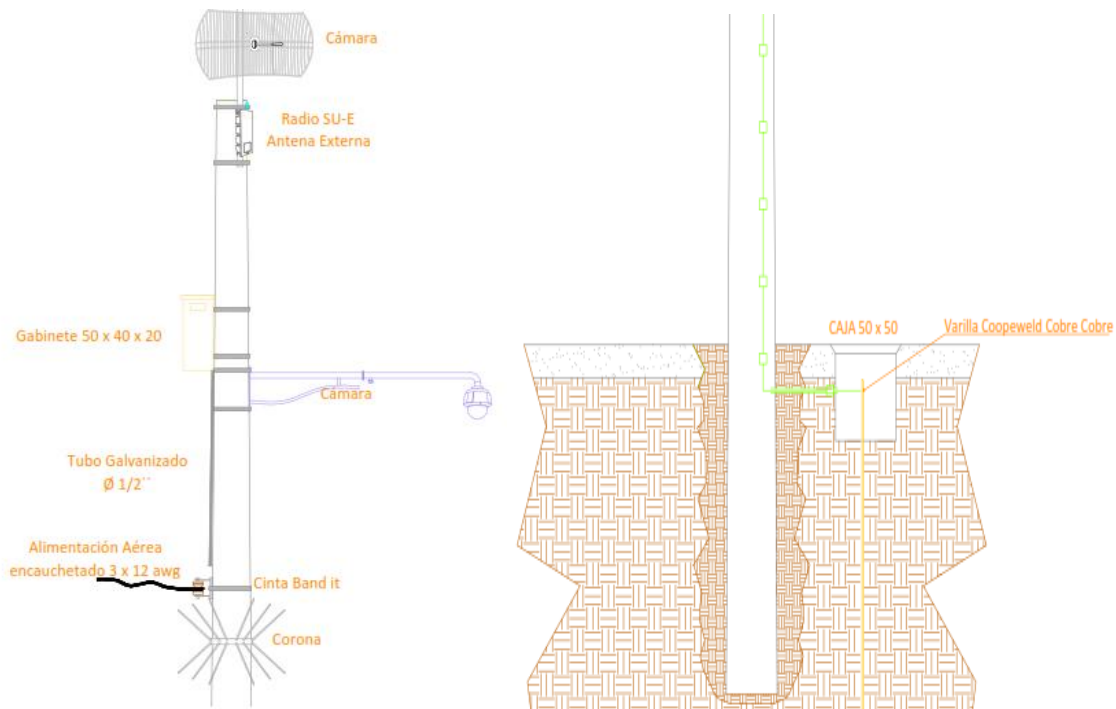 Cámara
Radio SU-E
Antena Externa
Gabinete 50 x 40 x 20
Cámara
Tubo Galvanizado
Ø 1/2´´
Alimentación Aérea
encauchetado 3 x 12 awg
Cinta Band it
Corona
CAJA 50 x 50
Varilla Coopeweld Cobre Cobre